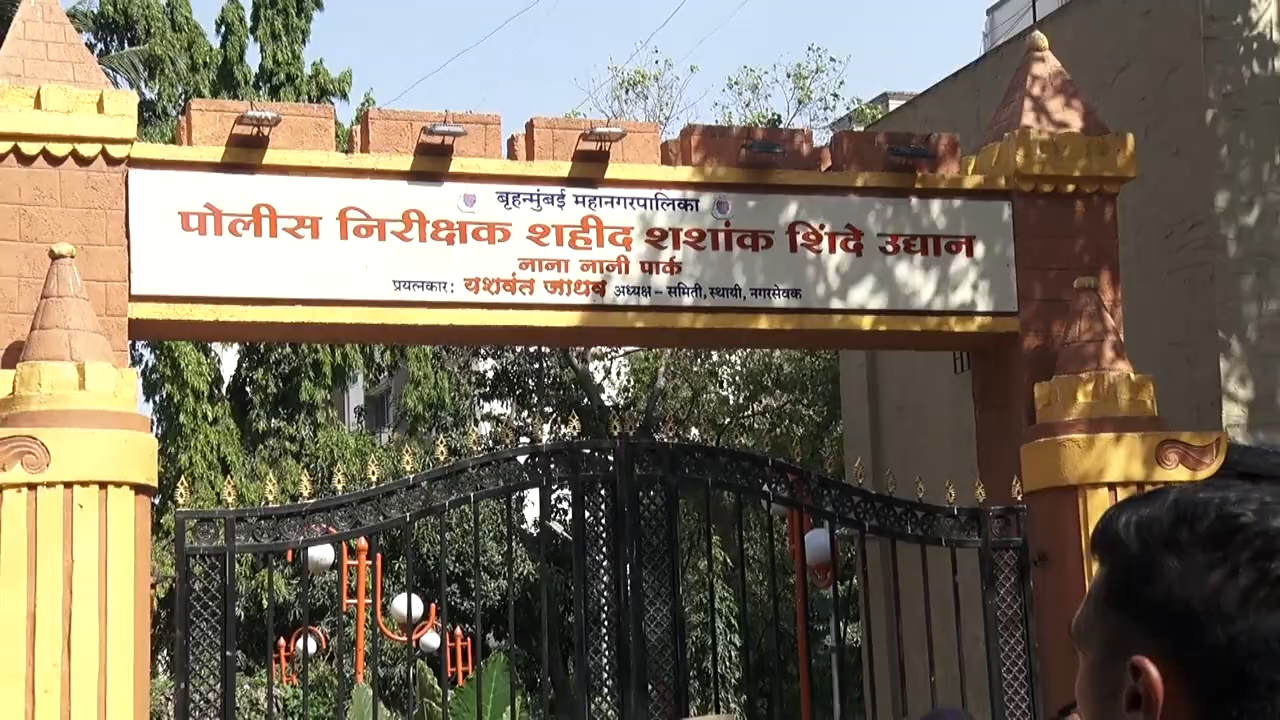 बृहन्मुंबई महानगरपालिका
पोलीस निरीक्षक शहीद शशांक शिंदे उद्यान
नाना नानी पार्क
प्रयत्नकार: यशवंत जाधव अध्यक्ष - समिती, स्थायी, नगरसेवक